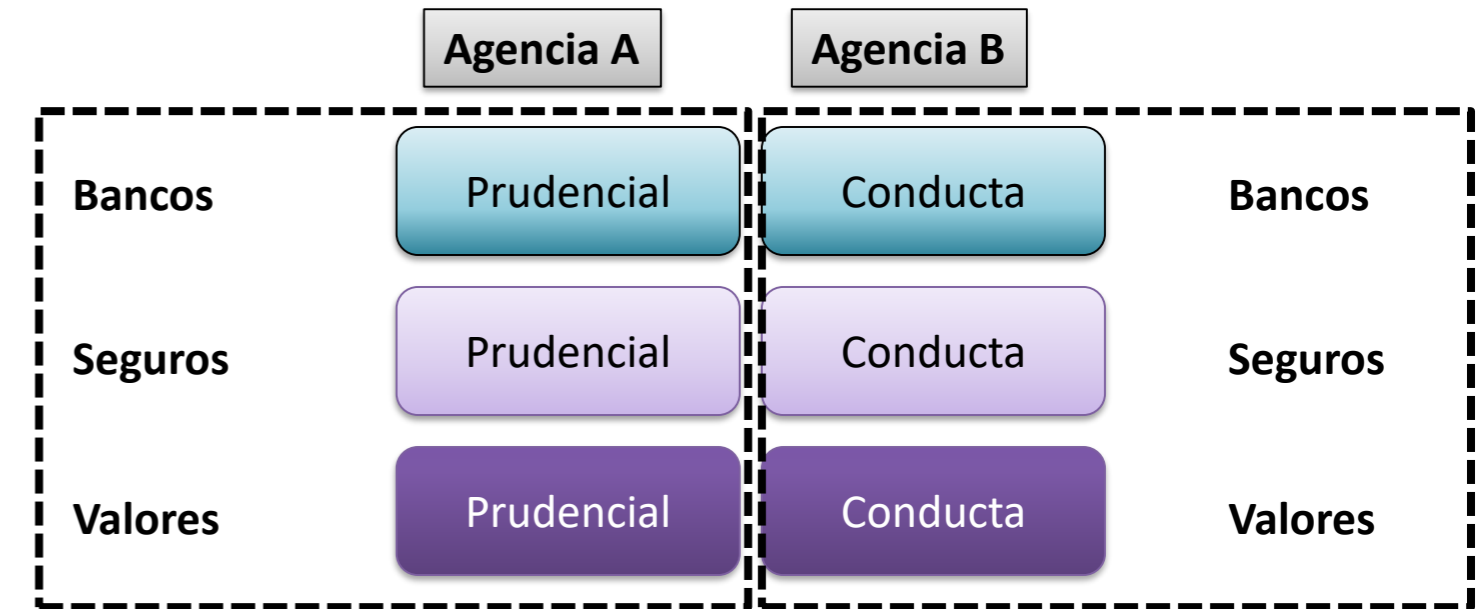 Agencia A Agencia B
Bancos Prudencial Conducta Bancos
Seguros Prudencial Conducta Seguros
Valores Prudencial Conducta Valores